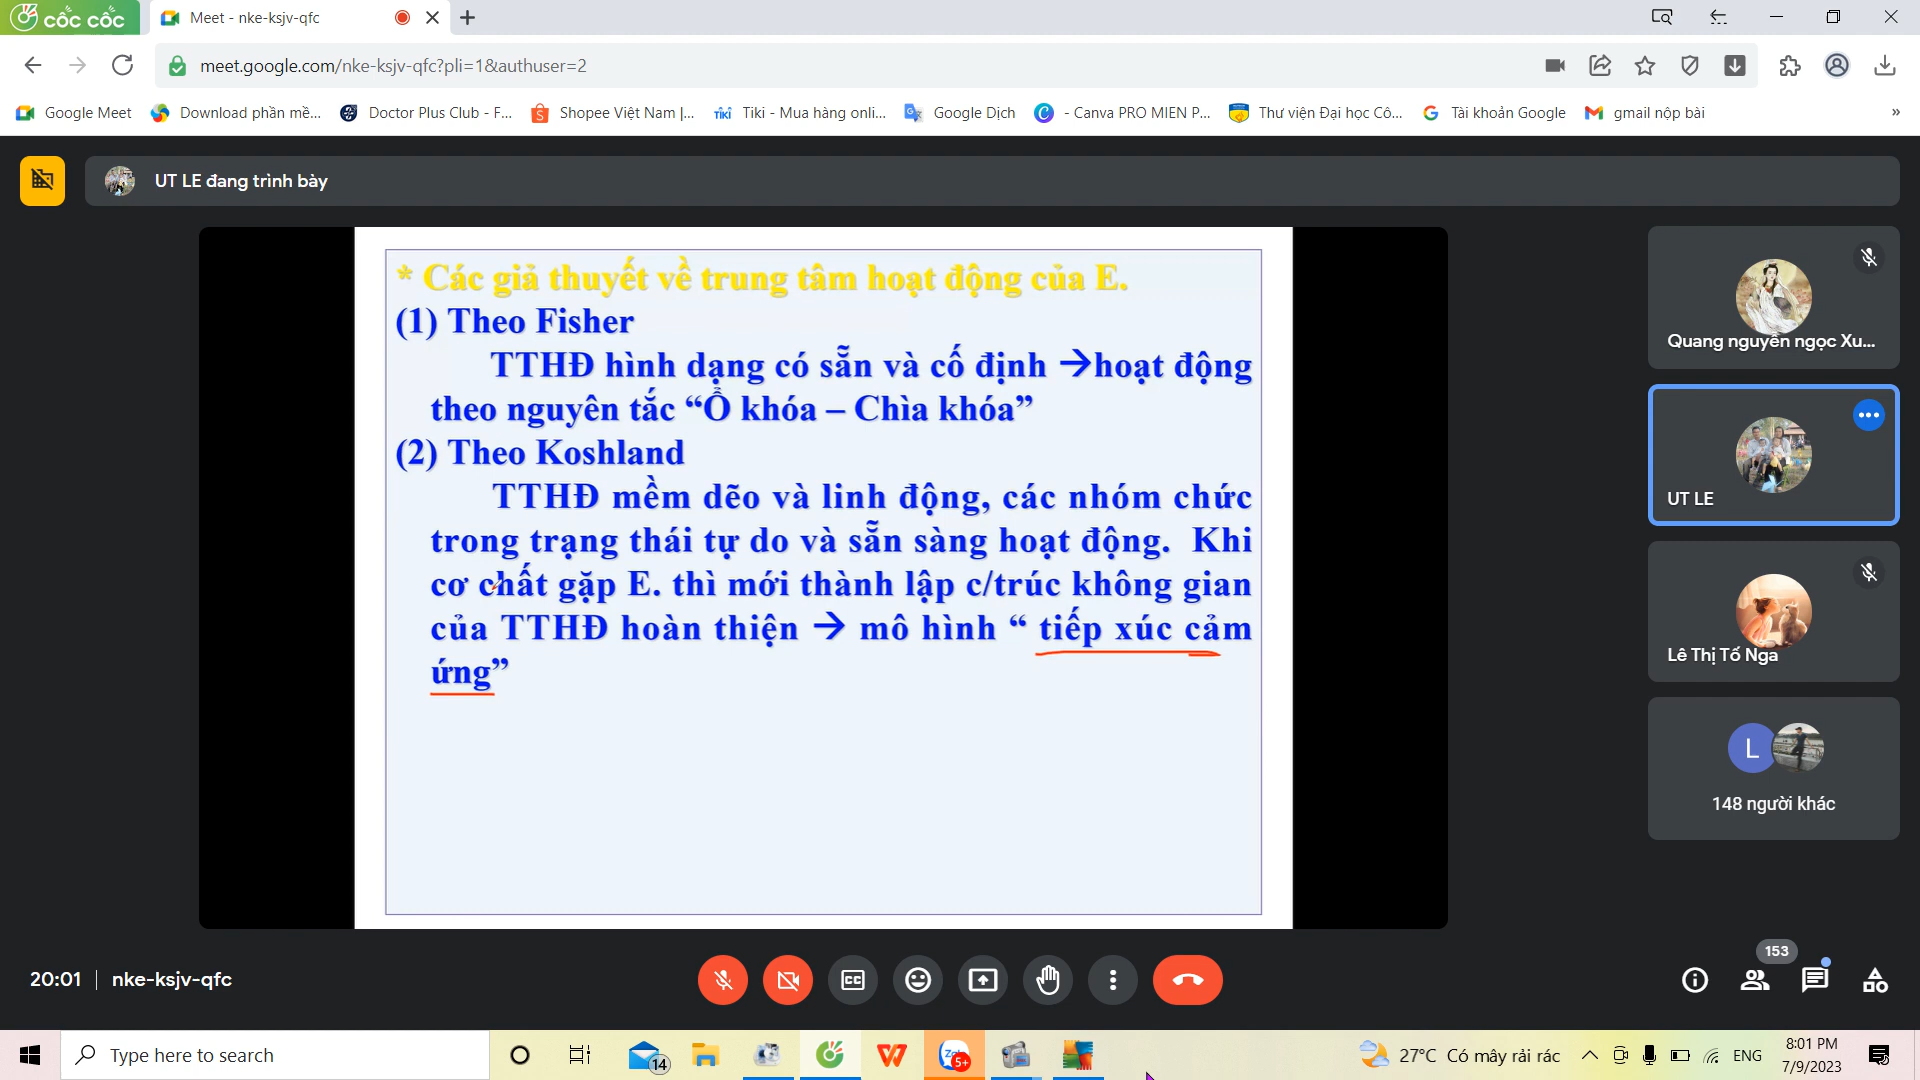 cốc cốc
Meet - nke-ksjv-qfc
meet.google.com/nke-ksjv-qfc?pli=1&authuser=2
Google Meet
Download phần mề...
Doctor Plus Club - F...
Shopee Việt Nam |...
Tiki - Mua hàng onli...
Google Dịch
- Canva PRO MIEN P...
Thư viện Đại học Cô...
Tài khoản Google
gmail nộp bài
»
UT LE đang trình bày
* Các giả thuyết về trung tâm hoạt động của E.
(1) Theo Fisher
TTHĐ hình dạng có sẵn và cố định →hoạt động
theo nguyên tắc “Ổ khóa – Chìa khóa”
(2) Theo Koshland
TTHĐ mềm dẽo và linh động, các nhóm chức
trong trạng thái tự do và sẵn sàng hoạt động. Khi
cơ chất gặp E. thì mới thành lập c/trúc không gian
của TTHĐ hoàn thiện → mô hình “ tiếp xúc cảm
ứng”
Quang nguyễn ngọc Xu...
UT LE
Lê Thị Tố Nga
L
148 người khác
20:01 | nke-ksjv-qfc
153
Type here to search
14
5+
27°C Có mây rải rác
ENG
8:01 PM
7/9/2023